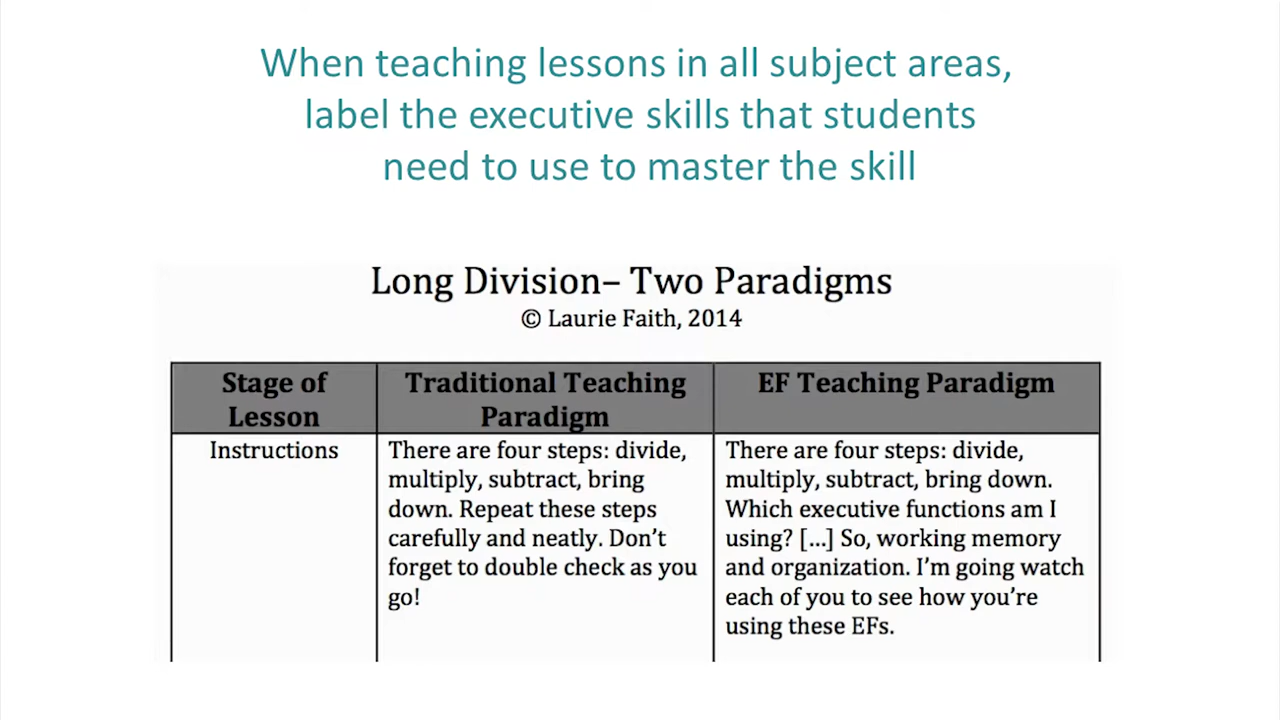 When teaching lessons in all subject areas,
label the executive skills that students
need to use to master the skill
Long Division– Two Paradigms
© Laurie Faith, 2014
Stage of
Lesson
Traditional Teaching
Paradigm
EF Teaching Paradigm
Instructions
There are four steps: divide,
multiply, subtract, bring
down. Repeat these steps
carefully and neatly. Don't
forget to double check as you
go!
There are four steps: divide,
multiply, subtract, bring down.
Which executive functions am I
using? […] So, working memory
and organization. I'm going watch
each of you to see how you're
using these EFs.